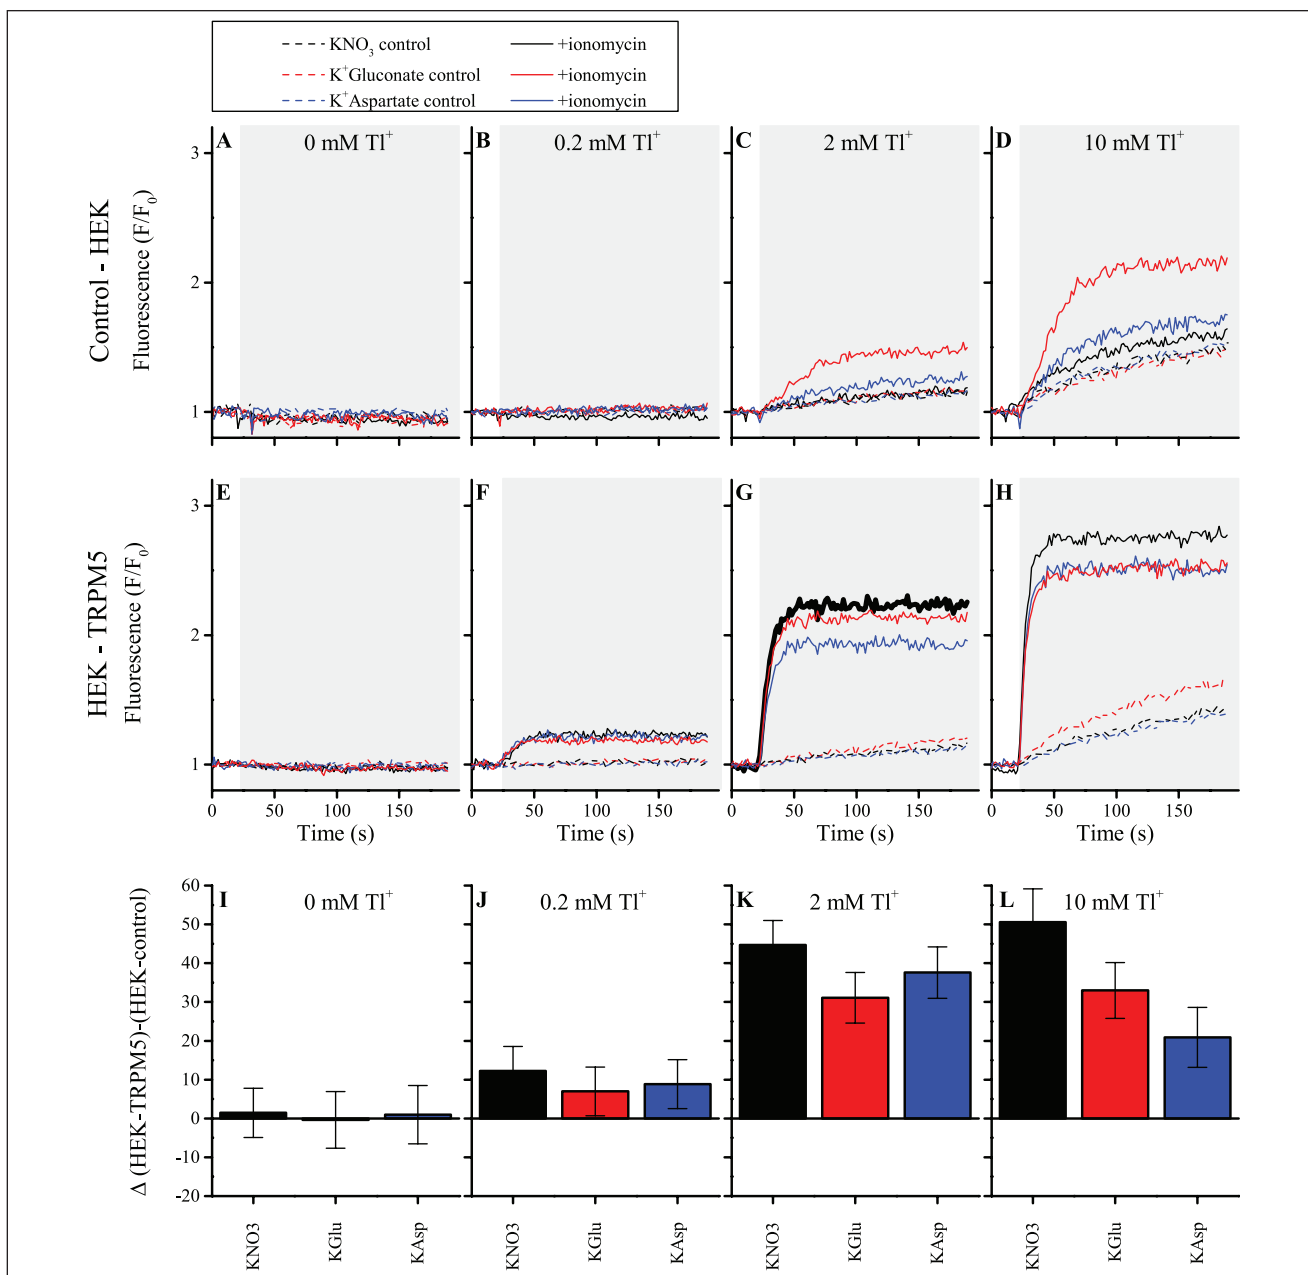 KNO3 control +ionomycin
K+Gluconate control +ionomycin
K+Aspartate control +ionomycin
A 0 mM Tl+ B 0.2 mM Tl+ C 2 mM Tl+ D 10 mM Tl+
Control - HEK
Fluorescence (F/F0)
3
2
1
E F G H
HEK - TRPM5
Fluorescence (F/F0)
3
2
1
0 50 100 150 0 50 100 150 0 50 100 150 0 50 100 150
Time (s) Time (s) Time (s) Time (s)
I 0 mM Tl+ J 0.2 mM Tl+ K 2 mM Tl+ L 10 mM Tl+
Δ (HEK-TRPM5)-(HEK-control)
60
50
40
30
20
10
0
-10
-20
KNO3 KGlu KAsp KNO3 KGlu KAsp KNO3 KGlu KAsp KNO3 KGlu KAsp